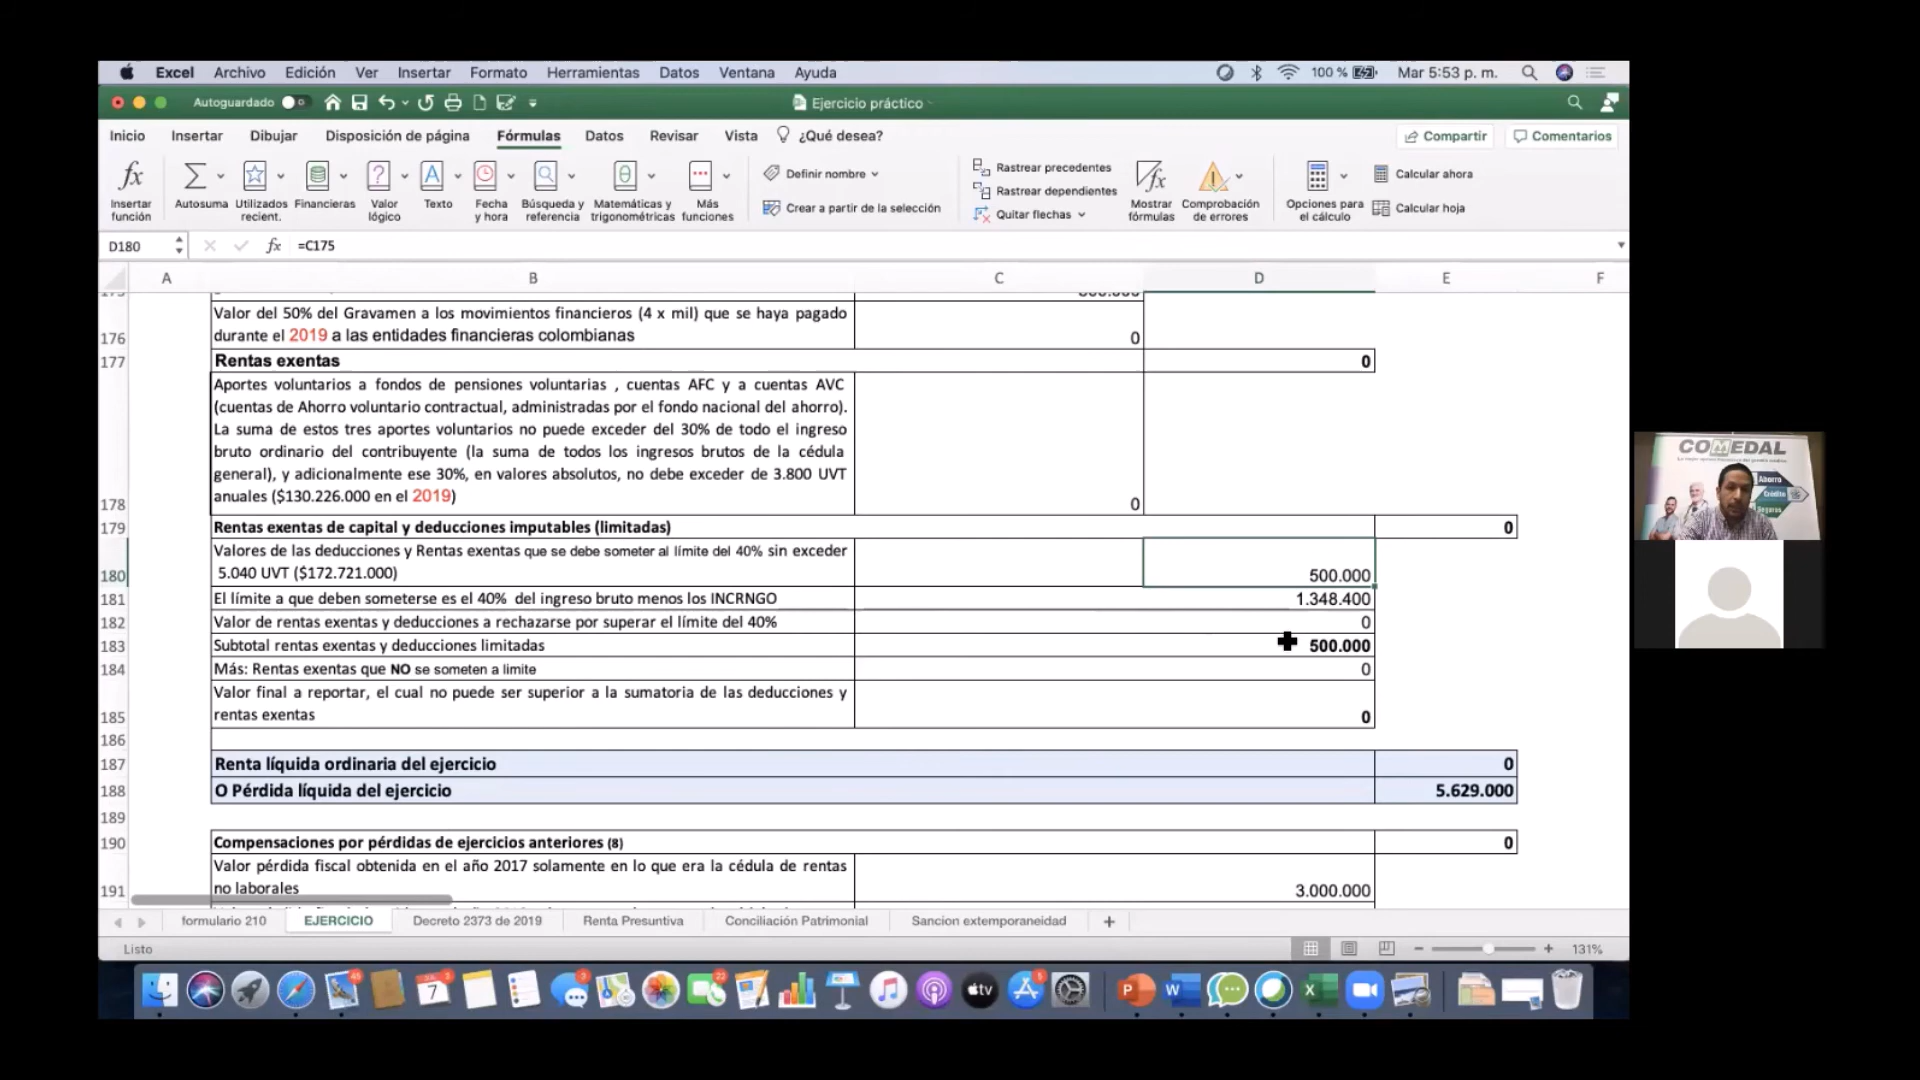 Excel Archivo Edición Ver Insertar Formato Herramientas Datos Ventana Ayuda 100 % Mar 5:53 p. m.
Autoguardado Ejercicio práctico
Inicio Insertar Dibujar Disposición de página Fórmulas Datos Revisar Vista ¿Qué desea? Compartir Comentarios
Insertar función
Autosuma
Utilizados recient.
Financieras
Valor lógico
Texto
Fecha y hora
Búsqueda y referencia
Matemáticas y trigonométricas
Más funciones
Definir nombre
Crear a partir de la selección
Rastrear precedentes
Rastrear dependientes
Quitar flechas
Mostrar fórmulas
Comprobación de errores
Opciones para el cálculo
Calcular ahora
Calcular hoja
D180 fx =C175
A B C D E F
Valor del 50% del Gravamen a los movimientos financieros (4 x mil) que se haya pagado
176 durante el 2019 a las entidades financieras colombianas 0
177 Rentas exentas 0
Aportes voluntarios a fondos de pensiones voluntarias , cuentas AFC y a cuentas AVC
(cuentas de Ahorro voluntario contractual, administradas por el fondo nacional del ahorro).
La suma de estos tres aportes voluntarios no puede exceder del 30% de todo el ingreso
bruto ordinario del contribuyente (la suma de todos los ingresos brutos de la cédula
general), y adicionalmente ese 30%, en valores absolutos, no debe exceder de 3.800 UVT
178 anuales ($130.226.000 en el 2019) 0
179 Rentas exentas de capital y deducciones imputables (limitadas) 0
Valores de las deducciones y Rentas exentas que se debe someter al límite del 40% sin exceder
180 5.040 UVT ($172.721.000) 500.000
181 El límite a que deben someterse es el 40% del ingreso bruto menos los INCRNGO 1.348.400
182 Valor de rentas exentas y deducciones a rechazarse por superar el límite del 40% 0
183 Subtotal rentas exentas y deducciones limitadas 500.000
184 Más: Rentas exentas que NO se someten a limite 0
Valor final a reportar, el cual no puede ser superior a la sumatoria de las deducciones y
185 rentas exentas 0
186
187 Renta líquida ordinaria del ejercicio 0
188 O Pérdida líquida del ejercicio 5.629.000
189
190 Compensaciones por pérdidas de ejercicios anteriores (8) 0
Valor pérdida fiscal obtenida en el año 2017 solamente en lo que era la cédula de rentas
191 no laborales 3.000.000
formulario 210 EJERCICIO Decreto 2373 de 2019 Renta Presuntiva Conciliación Patrimonial Sancion extemporaneidad +
Listo 131%
7
tv
P W X
COMEDAL
Ahorro
Crédito
Seguros